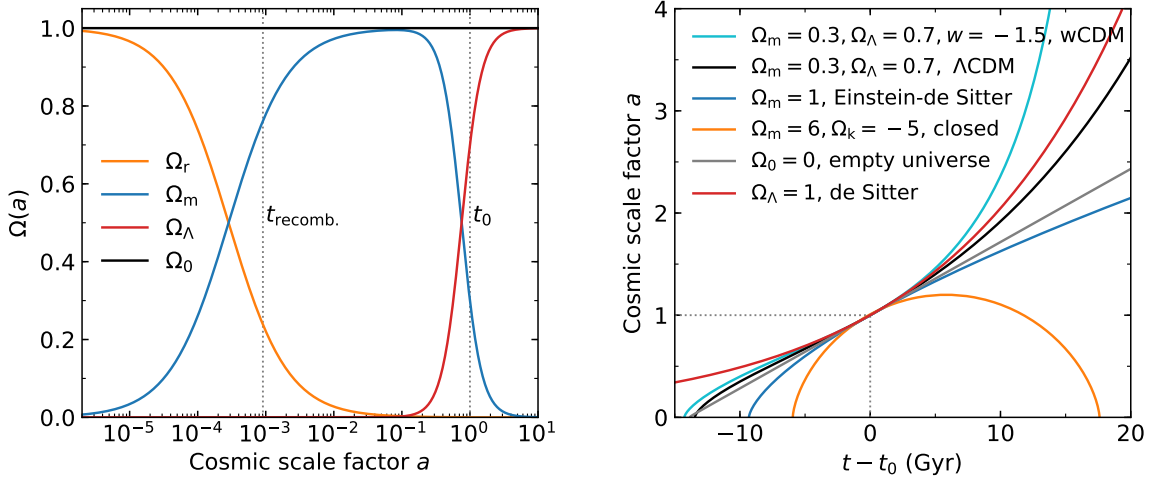 Ω(a)
1.0
0.8
0.6
0.4
0.2
0.0
Ωr
Ωm
ΩΛ
Ω0
trecomb.
t0
10−5 10−4 10−3 10−2 10−1 100 101
Cosmic scale factor a
Cosmic scale factor a
4
3
2
1
0
Ωm = 0.3, ΩΛ = 0.7, w = −1.5, wCDM
Ωm = 0.3, ΩΛ = 0.7, ΛCDM
Ωm = 1, Einstein-de Sitter
Ωm = 6, Ωk = −5, closed
Ω0 = 0, empty universe
ΩΛ = 1, de Sitter
−10 0 10 20
t − t0 (Gyr)